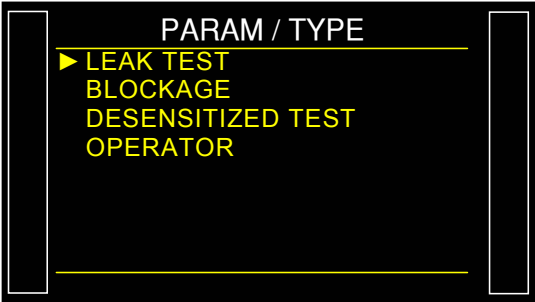 PARAM / TYPE
► LEAK TEST
BLOCKAGE
DESENSITIZED TEST
OPERATOR